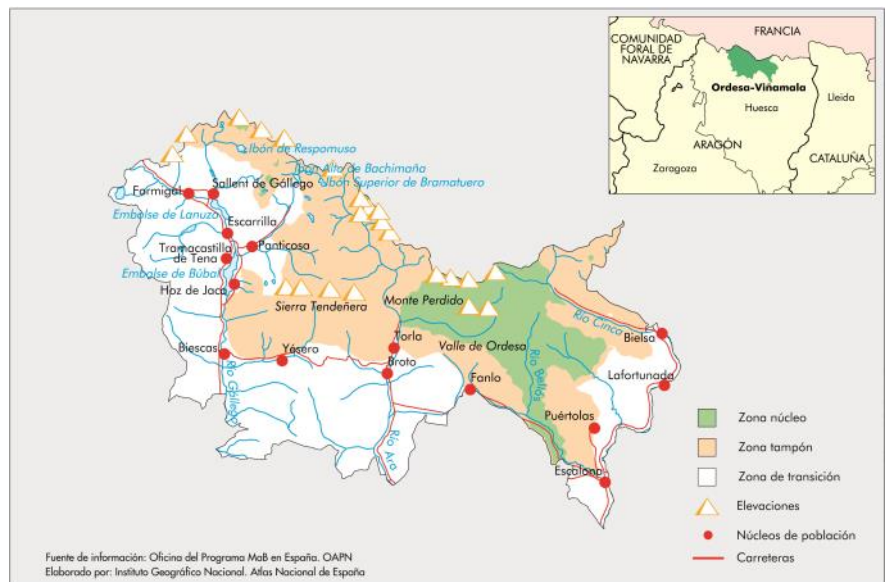 COMUNIDAD
FORAL DE
NAVARRA
FRANCIA
Ordesa-Viñamala
Huesca
Lleida
ARAGÓN
Zaragoza
CATALUÑA
Ibón de Respomuso
Ibón Alto de Bachimaña
Ibón Superior de Bramatuero
Formigal
Sallent de Gállego
Embalse de Lanuza
Escarrilla
Tramacastilla
de Tena
Panticosa
Embalse de Búbal
Hoz de Jaca
Sierra Tendeñera
Monte Perdido
Río Cinca
Bielsa
Biescas
Yésero
Torla
Valle de Ordesa
Broto
Fanlo
Río Bellós
Lafortunada
Río Gállego
Río Ara
Puértolas
Escalona
Zona núcleo
Zona tampón
Zona de transición
Elevaciones
Núcleos de población
Carreteras
Fuente de información: Oficina del Programa MaB en España. OAPN
Elaborado por: Instituto Geográfico Nacional. Atlas Nacional de España